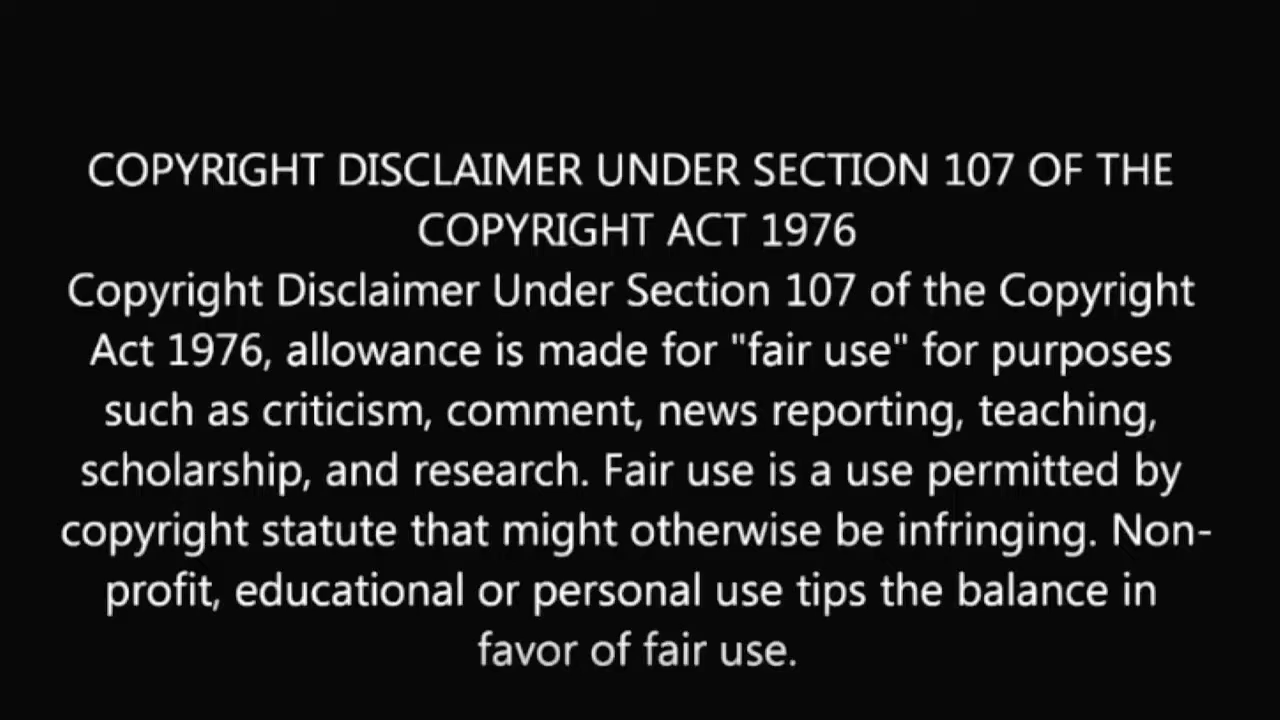 COPYRIGHT DISCLAIMER UNDER SECTION 107 OF THE
COPYRIGHT ACT 1976
Copyright Disclaimer Under Section 107 of the Copyright
Act 1976, allowance is made for "fair use" for purposes
such as criticism, comment, news reporting, teaching,
scholarship, and research. Fair use is a use permitted by
copyright statute that might otherwise be infringing. Non-
profit, educational or personal use tips the balance in
favor of fair use.